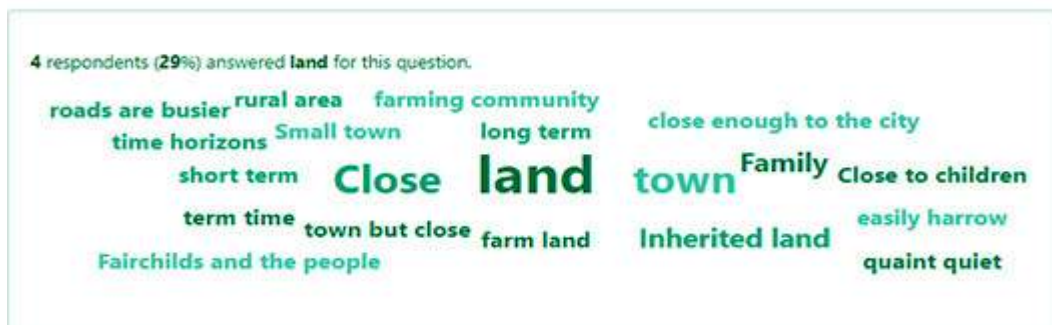 4 respondents (29%) answered land for this question.
roads are busier rural area farming community
time horizons Small town long term close enough to the city
short term Close land town Family Close to children
term time town but close farm land Inherited land easily harrow
Fairchilds and the people quaint quiet